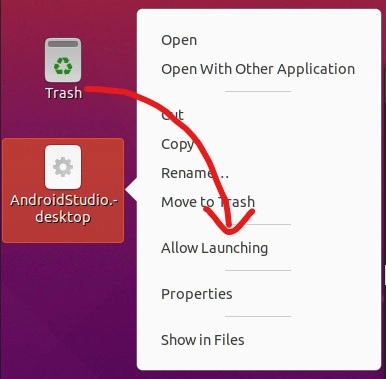 Trash
AndroidStudio.-
desktop
Open
Open With Other Application
Cut
Copy
Rename…
Move to Trash
Allow Launching
Properties
Show in Files